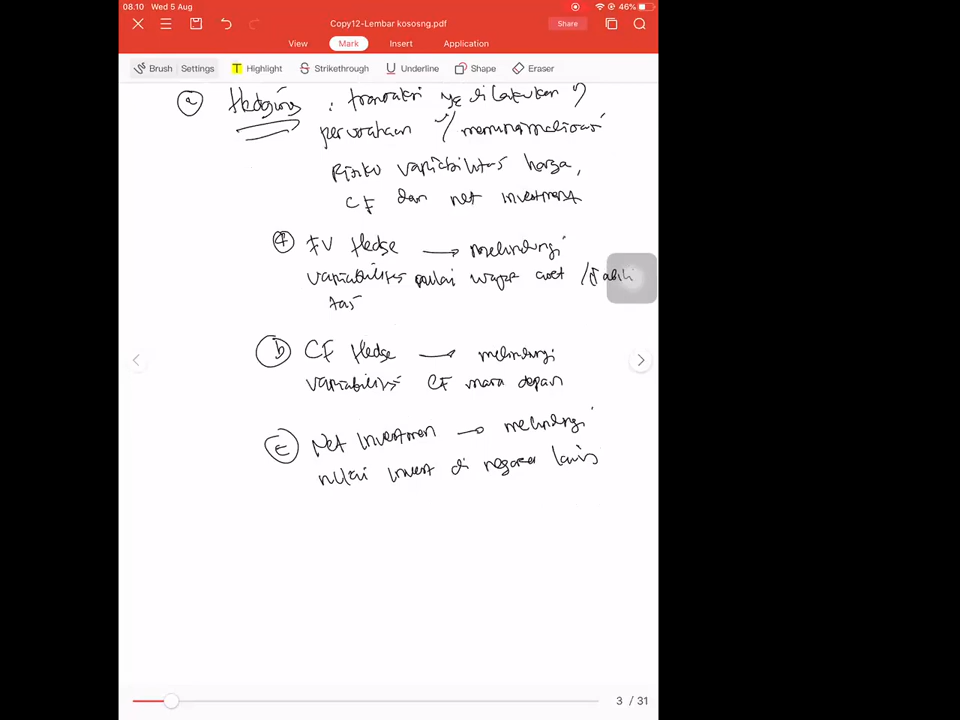 08.10 Wed 5 Aug 46%
Copy12-Lembar kososng.pdf
Share
View Mark Insert Application
Brush Settings T Highlight S Strikethrough U Underline Shape Eraser
a Hedging : transaksi yg dilakukan
perusahaan u/ meminimalisasi
Risiko variabilitas harga,
CF dan net investment
a FV Hedge → melindungi
variabilitas nilai wajar aset /liabili
tas
b CF Hedge → melindungi
variabilitas CF masa depan
c Net investmen → melindungi
nilai invest di negara lain
3 / 31